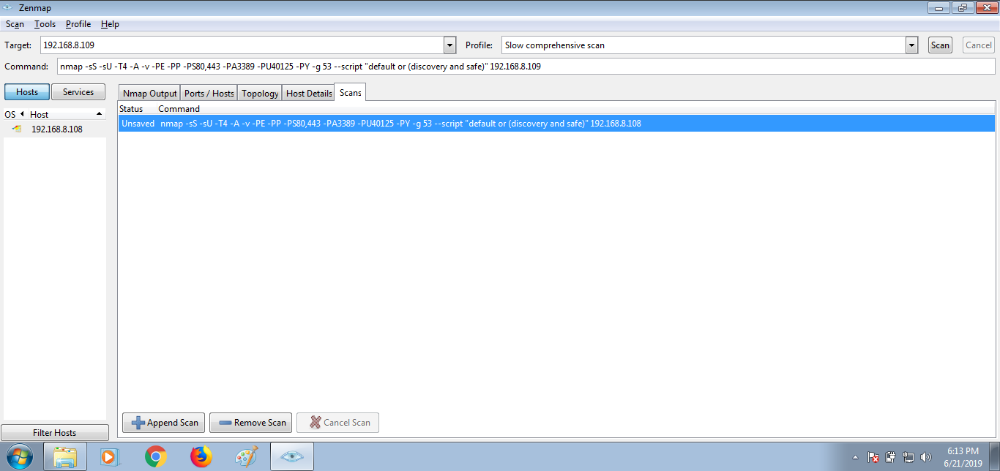 Zenmap
Scan Tools Profile Help
Target: 192.168.8.109 Profile: Slow comprehensive scan Scan Cancel
Command: nmap -sS -sU -T4 -A -v -PE -PP -PS80,443 -PA3389 -PU40125 -PY -g 53 --script "default or (discovery and safe)" 192.168.8.109
Hosts Services Nmap Output Ports / Hosts Topology Host Details Scans
OS Host
192.168.8.108
Status Command
Unsaved nmap -sS -sU -T4 -A -v -PE -PP -PS80,443 -PA3389 -PU40125 -PY -g 53 --script "default or (discovery and safe)" 192.168.8.108
Append Scan Remove Scan Cancel Scan
Filter Hosts
6:13 PM
6/21/2019